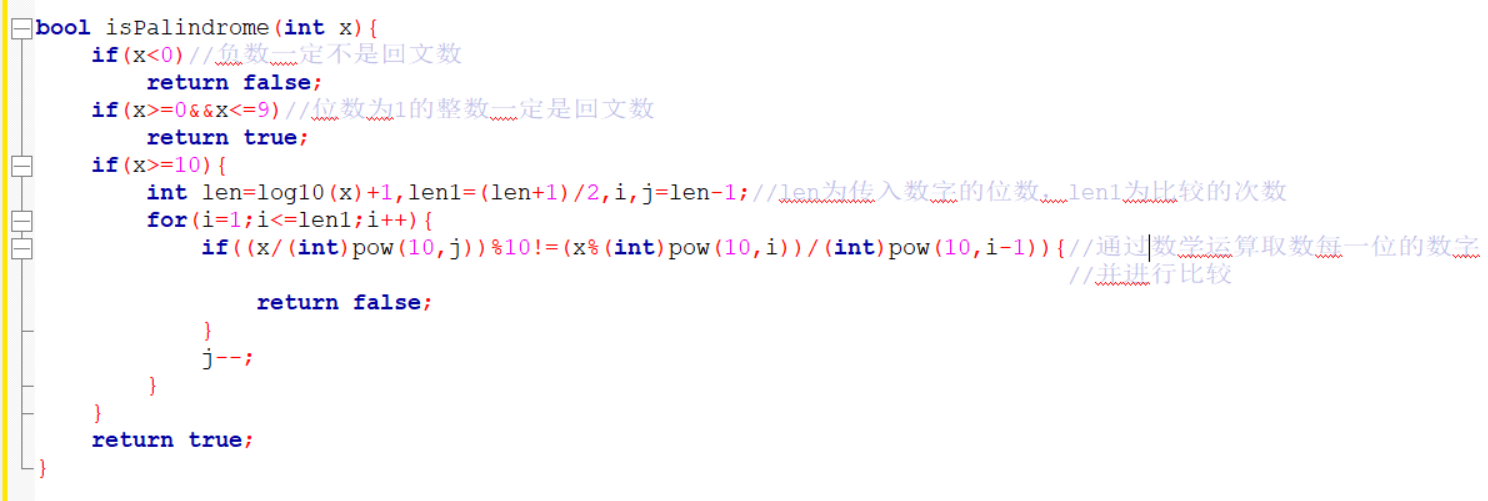 bool isPalindrome(int x){
    if(x<0)//负数一定不是回文数
        return false;
    if(x>=0&&x<=9)//位数为1的整数一定是回文数
        return true;
    if(x>=10){
        int len=log10(x)+1,len1=(len+1)/2,i,j=len-1;//len为传入数字的位数，len1为比较的次数
        for(i=1;i<=len1;i++){
            if((x/(int)pow(10,j))%10!=(x%(int)pow(10,i))/(int)pow(10,i-1)){//通过数学运算取数每一位的数字
                                                                            //并进行比较
                return false;
            }
            j--;
        }
    }
    return true;
}